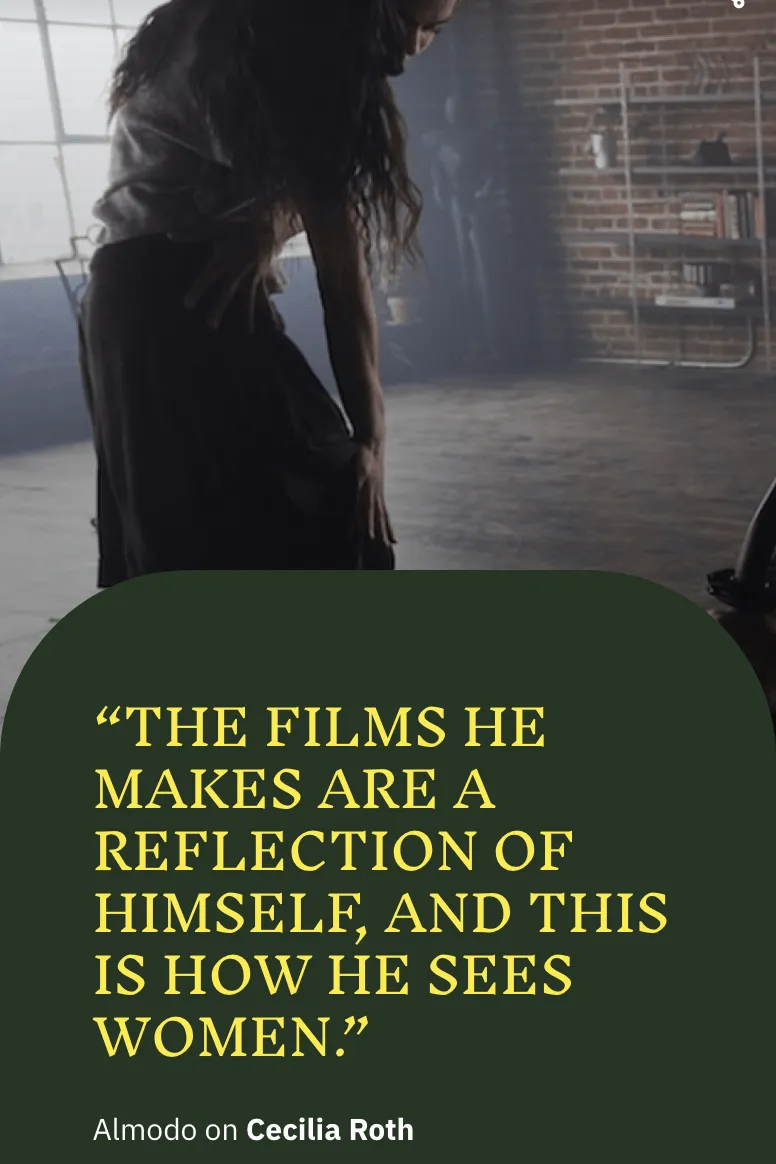 “THE FILMS HE
MAKES ARE A
REFLECTION OF
HIMSELF, AND THIS
IS HOW HE SEES
WOMEN.”
Almodo on Cecilia Roth